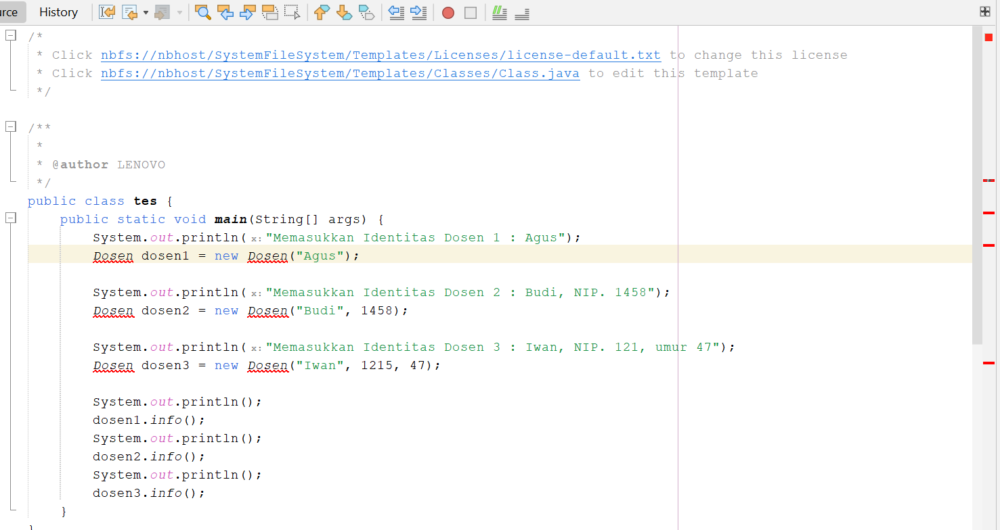 History
/*
 * Click nbfs://nbhost/SystemFileSystem/Templates/Licenses/license-default.txt to change this license
 * Click nbfs://nbhost/SystemFileSystem/Templates/Classes/Class.java to edit this template
 */
/**
 *
 * @author LENOVO
 */
public class tes {
    public static void main(String[] args) {
        System.out.println(x:"Memasukkan Identitas Dosen 1 : Agus");
        Dosen dosen1 = new Dosen("Agus");
        System.out.println(x:"Memasukkan Identitas Dosen 2 : Budi, NIP. 1458");
        Dosen dosen2 = new Dosen("Budi", 1458);
        System.out.println(x:"Memasukkan Identitas Dosen 3 : Iwan, NIP. 121, umur 47");
        Dosen dosen3 = new Dosen("Iwan", 1215, 47);
        System.out.println();
        dosen1.info();
        System.out.println();
        dosen2.info();
        System.out.println();
        dosen3.info();
    }
}